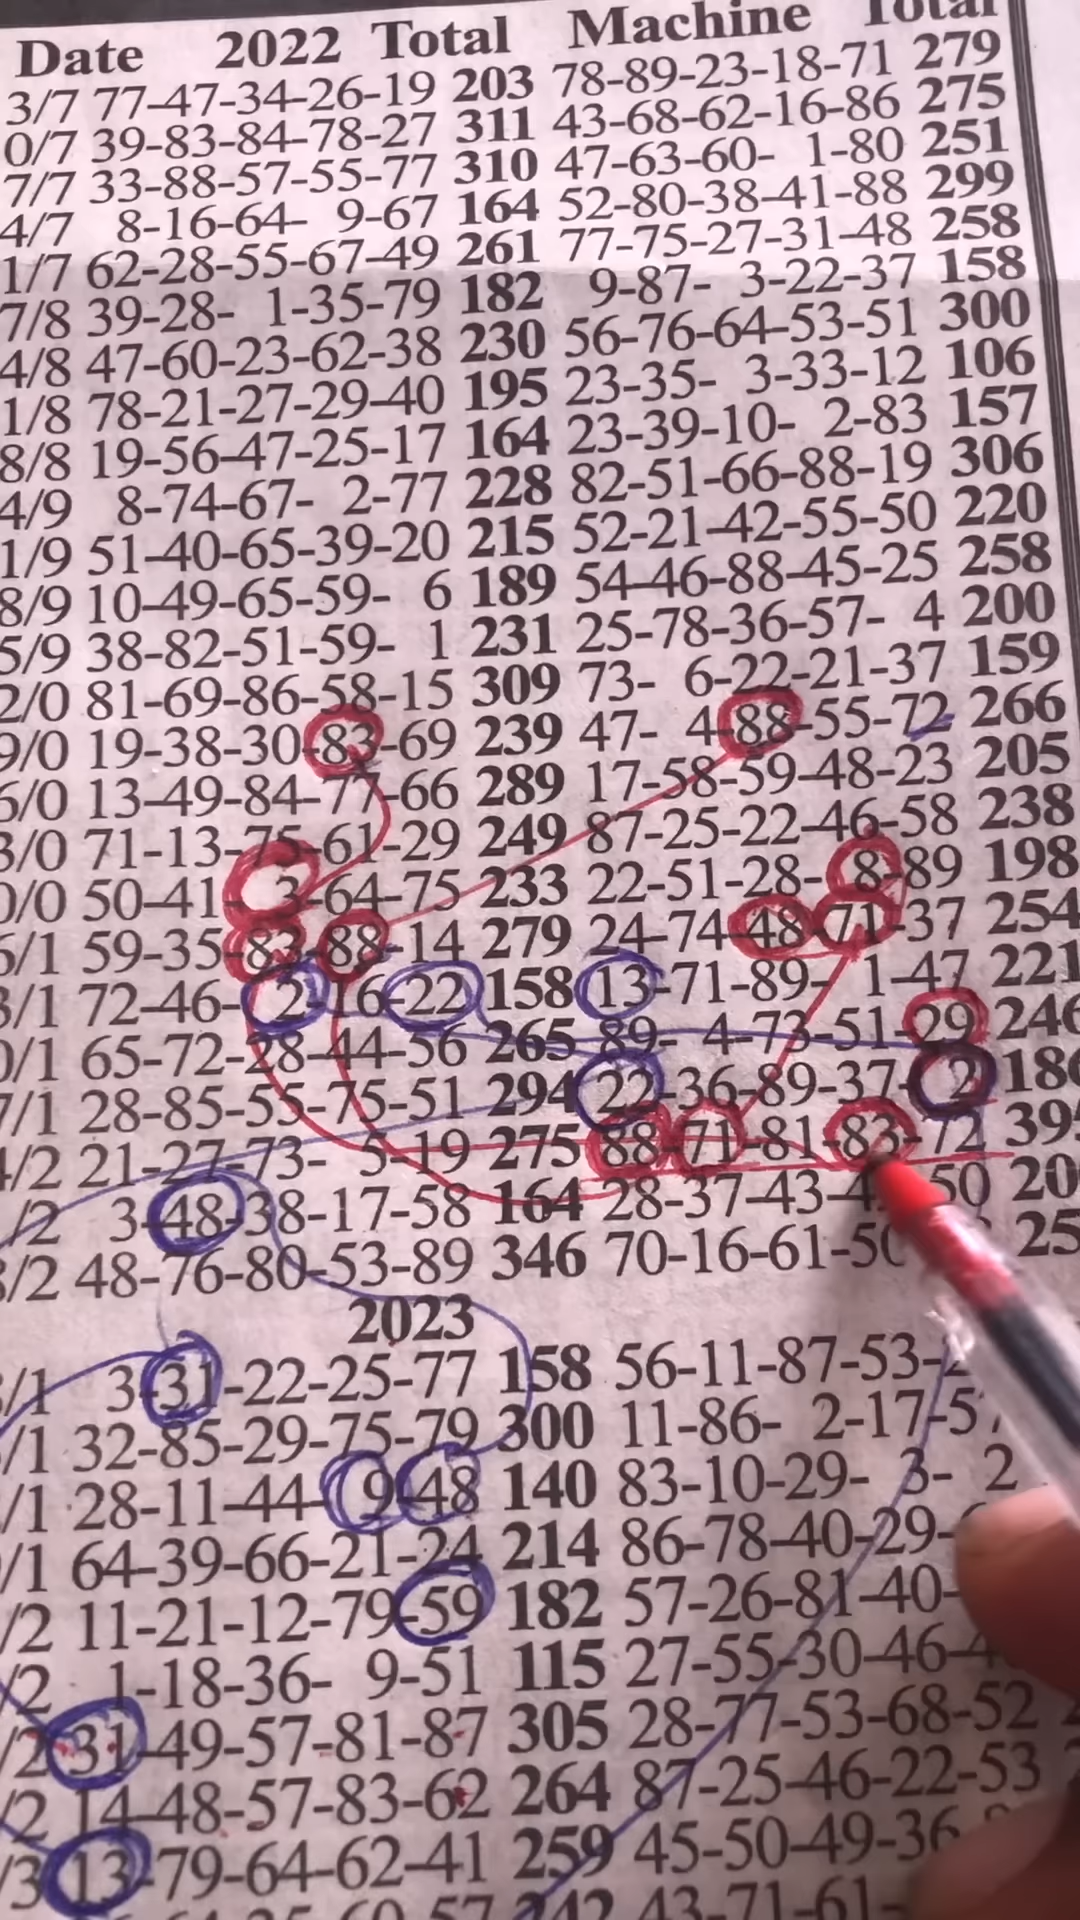 Date 2022 Total Machine Total
3/7 77-47-34-26-19 203 78-89-23-18-71 279
0/7 39-83-84-78-27 311 43-68-62-16-86 275
7/7 33-88-57-55-77 310 47-63-60- 1-80 251
4/7 8-16-64- 9-67 164 52-80-38-41-88 299
1/7 62-28-55-67-49 261 77-75-27-31-48 258
7/8 39-28- 1-35-79 182 9-87- 3-22-37 158
4/8 47-60-23-62-38 230 56-76-64-53-51 300
1/8 78-21-27-29-40 195 23-35- 3-33-12 106
8/8 19-56-47-25-17 164 23-39-10- 2-83 157
4/9 8-74-67- 2-77 228 82-51-66-88-19 306
1/9 51-40-65-39-20 215 52-21-42-55-50 220
8/9 10-49-65-59- 6 189 54-46-88-45-25 258
5/9 38-82-51-59- 1 231 25-78-36-57- 4 200
2/0 81-69-86-58-15 309 73- 6-22-21-37 159
9/0 19-38-30-83-69 239 47- 4-88-55-72 266
6/0 13-49-84-77-66 289 17-58-59-48-23 205
3/0 71-13-75-61-29 249 87-25-22-46-58 238
0/0 50-41- 3-64-75 233 22-51-28- 8-89 198
6/1 59-35-83-88-14 279 24-74-48-71-37 254
3/1 72-46- 2-16-22 158 13-71-89- 1-47 221
0/1 65-72-28-44-56 265 89- 4-73-51-29 246
7/1 28-85-55-75-51 294 22-36-89-37- 2 186
4/2 21-27-73- 5-19 275 88-71-81-83-72 395
/2 3-48-38-17-58 164 28-37-43-4 50 20
/2 48-76-80-53-89 346 70-16-61-50 25
2023
/1 3-31-22-25-77 158 56-11-87-53-
/1 32-85-29-75-79 300 11-86- 2-17-57
/1 28-11-44- 9-48 140 83-10-29- 3- 2
/1 64-39-66-21-24 214 86-78-40-29-
/2 11-21-12-79-59 182 57-26-81-40-
/2 1-18-36- 9-51 115 27-55-30-46-4
/2 31-49-57-81-87 305 28-77-53-68-52
/2 14-48-57-83-62 264 87-25-46-22-53
/3 13-79-64-62-41 259 45-50-49-36
57 242 43-71-61-